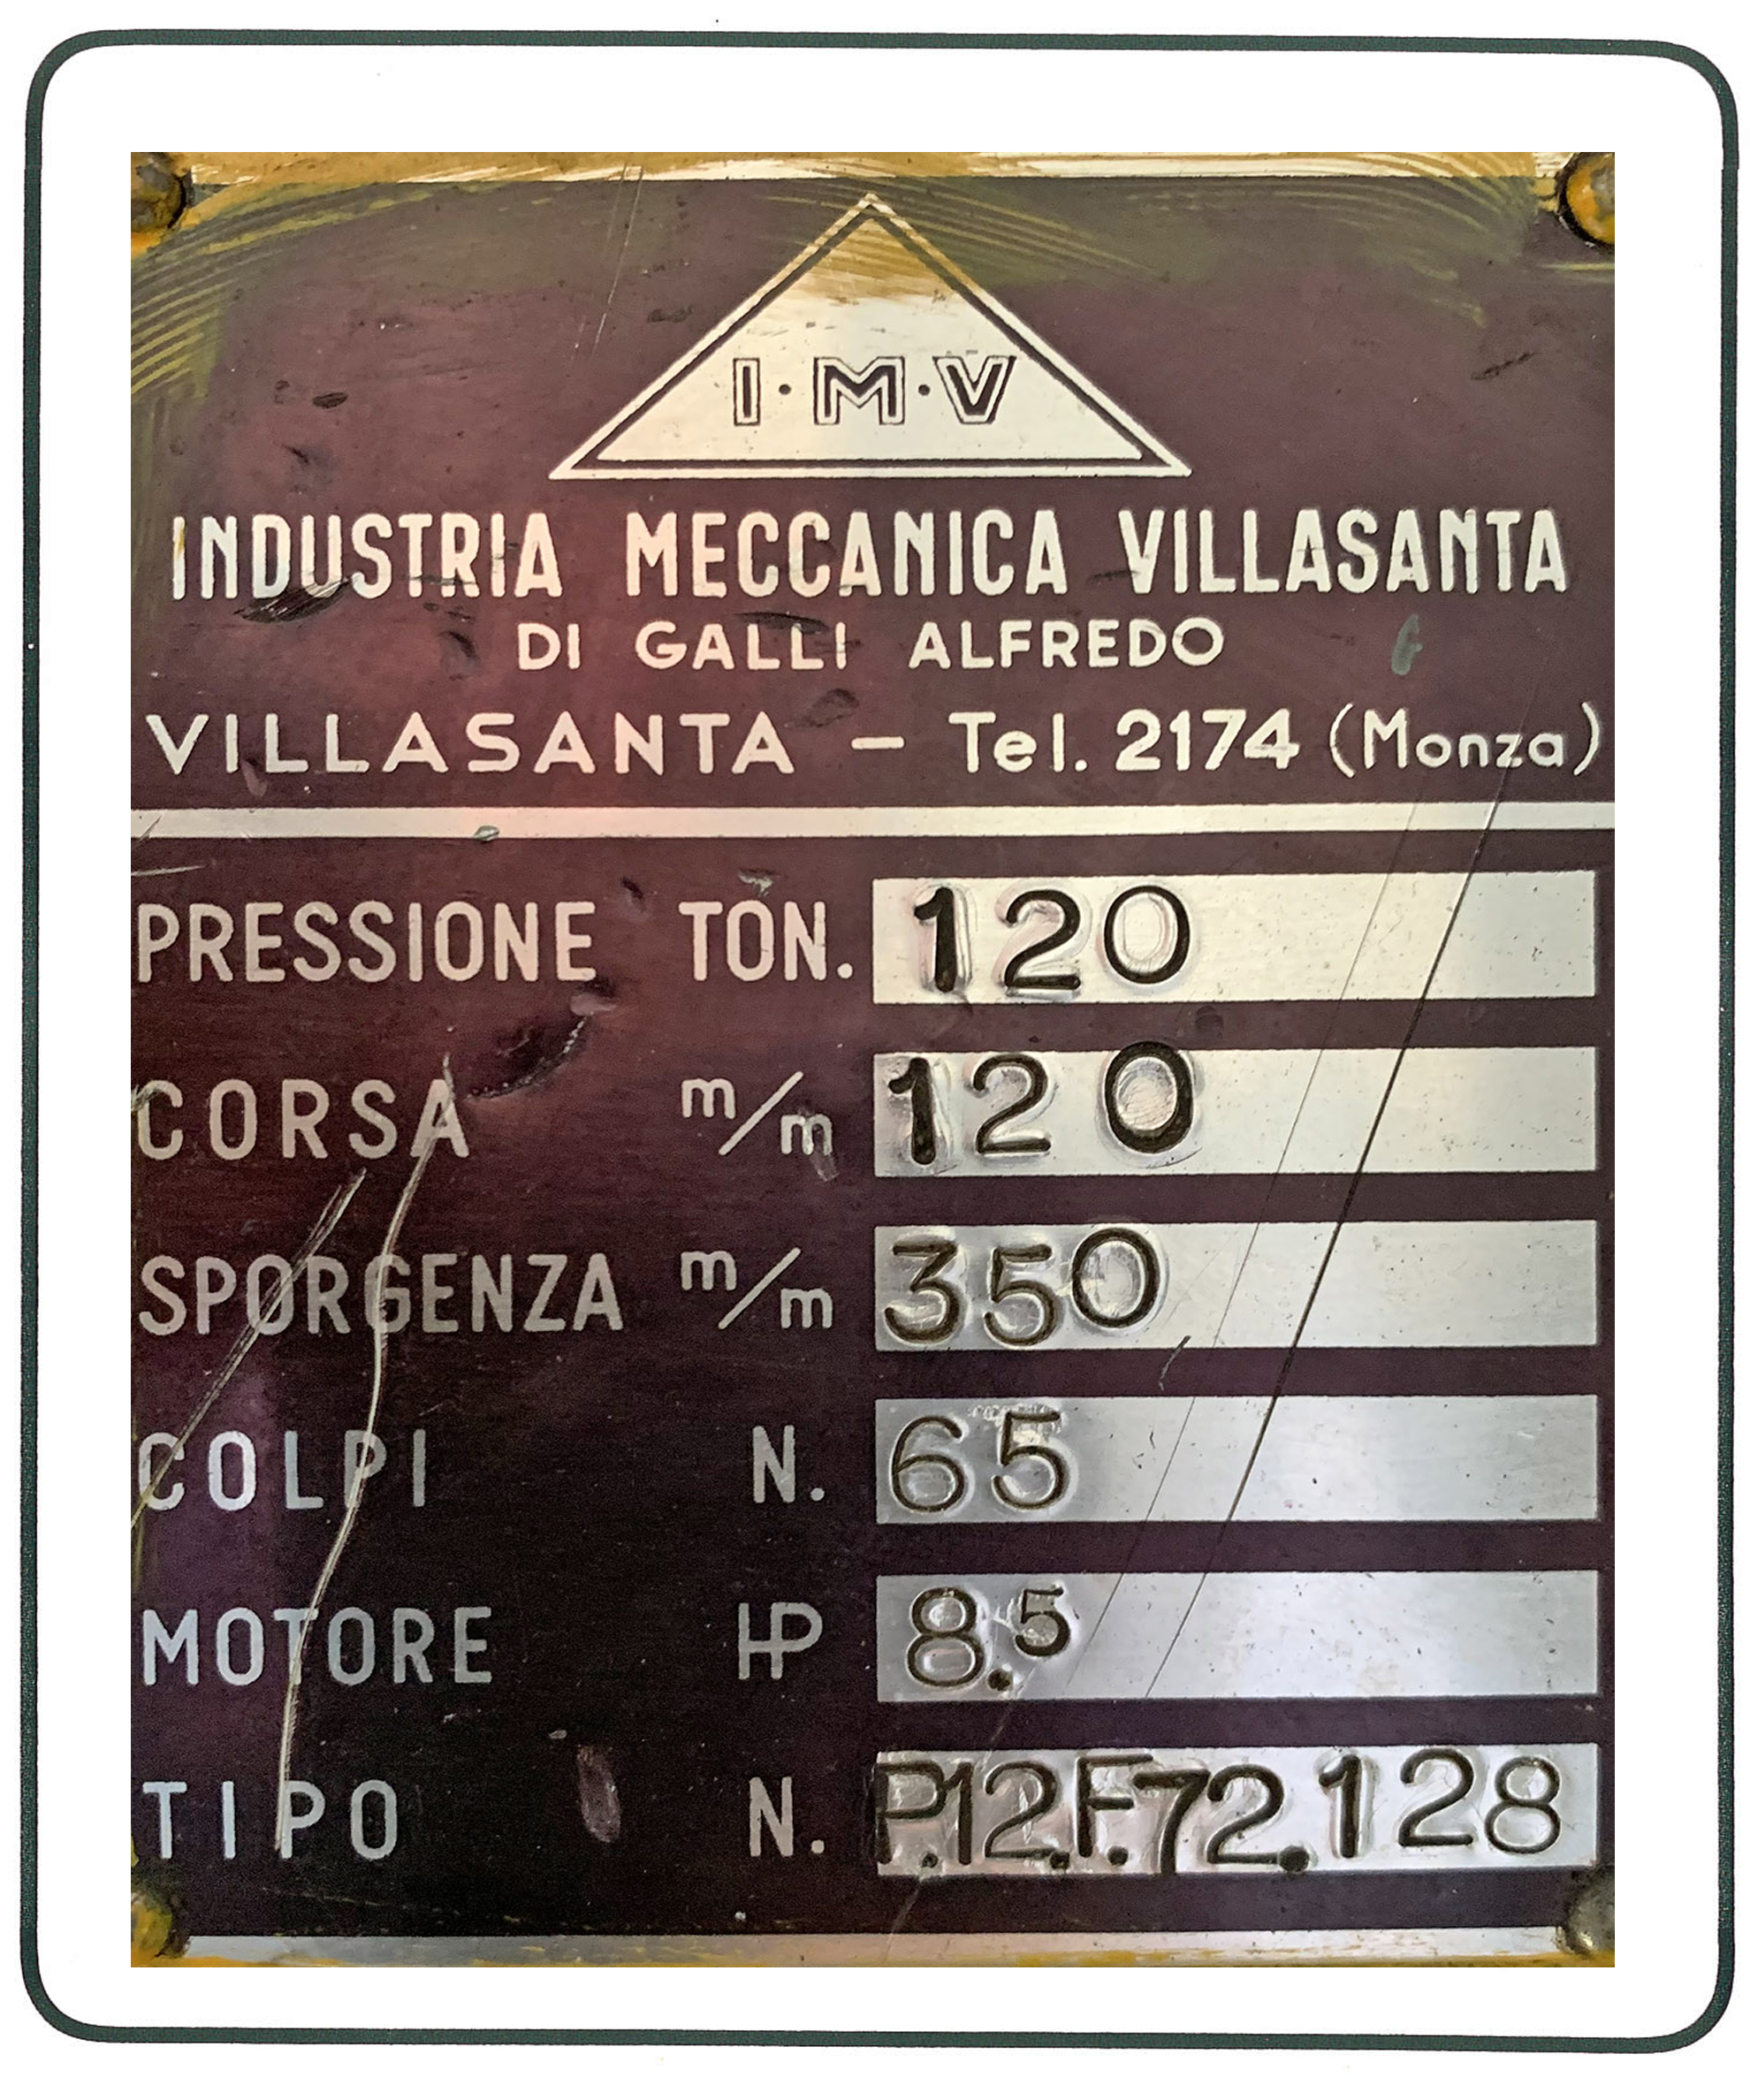 I·M·V
INDUSTRIA MECCANICA VILLASANTA
DI GALLI ALFREDO
VILLASANTA – Tel. 2174 (Monza)
PRESSIONE TON. 120
CORSA m/m 120
SPORGENZA m/m 350
COLPI N. 65
MOTORE HP 8.5
TIPO N. P.12.F.72.128